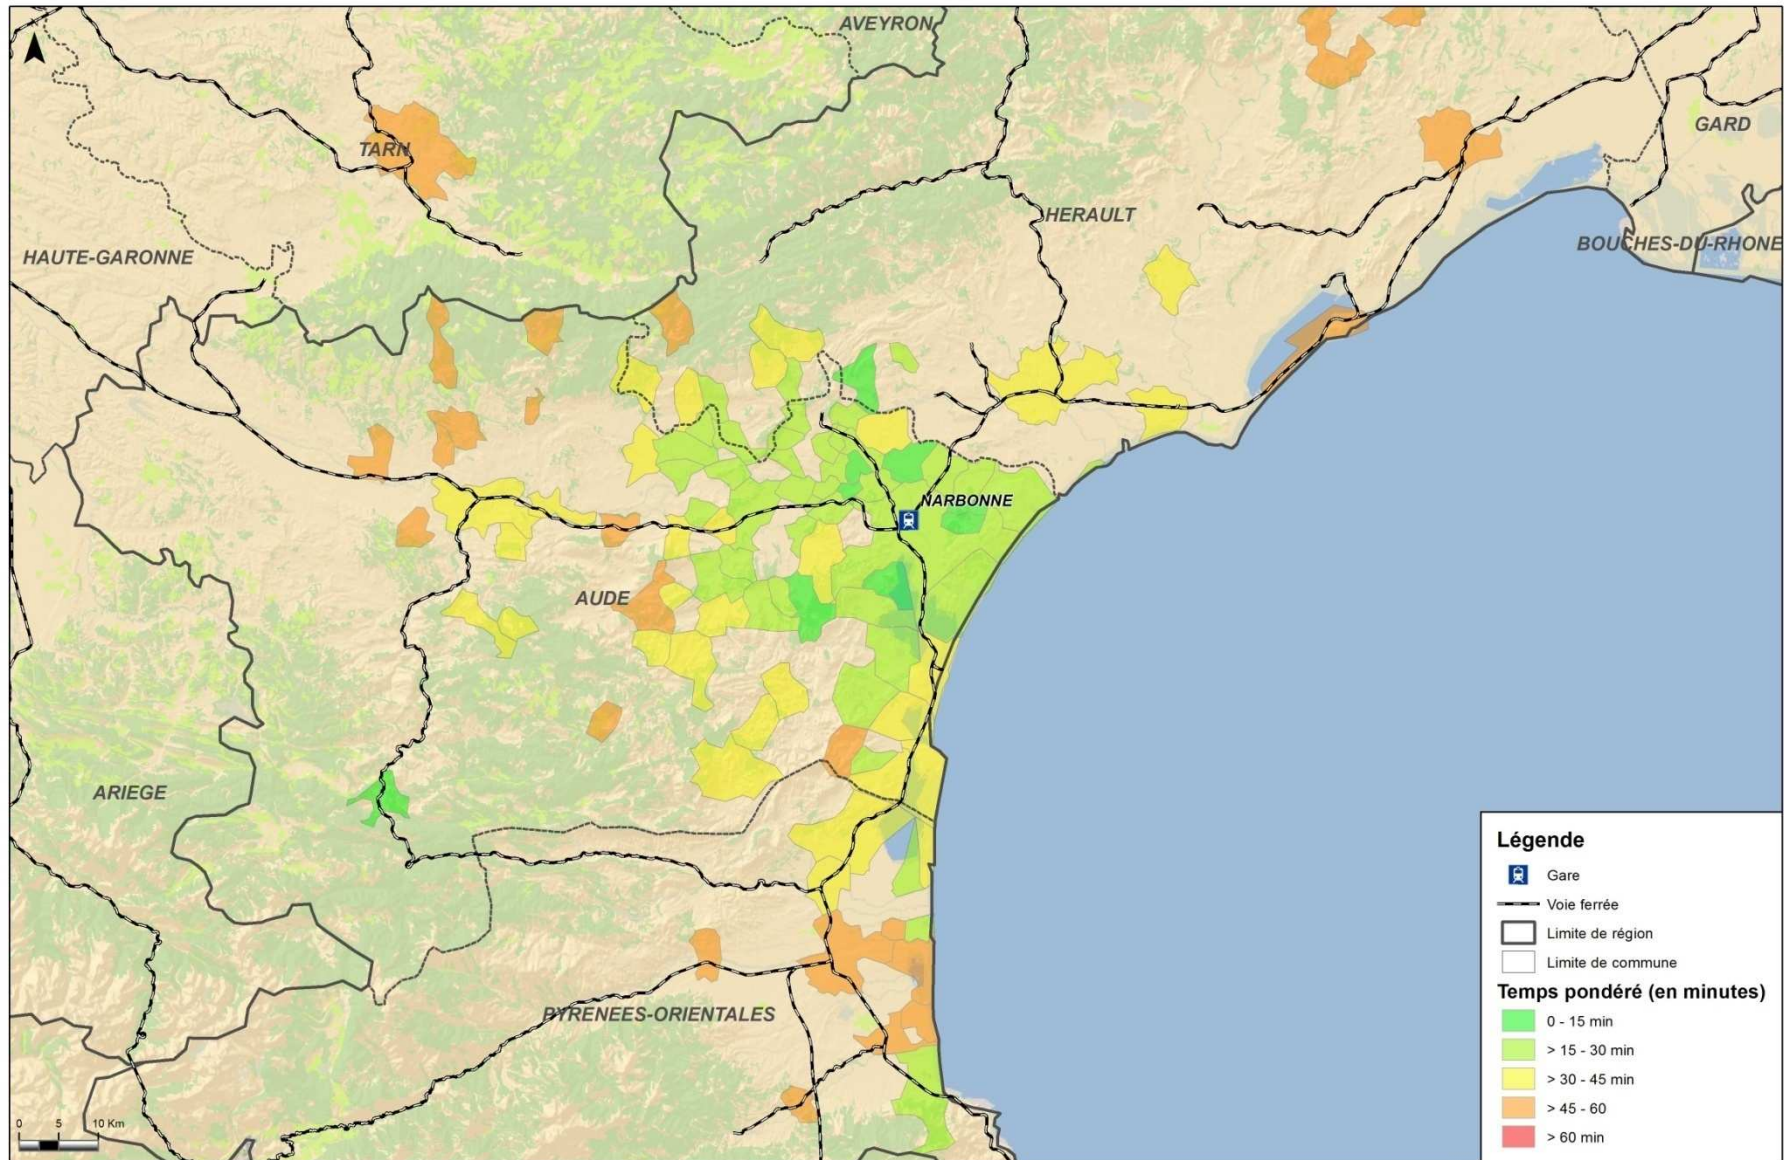 AVEYRON
TARN
GARD
HERAULT
HAUTE-GARONNE
BOUCHES-DU-RHONE
NARBONNE
AUDE
ARIEGE
PYRENEES-ORIENTALES
0 5 10 Km
Légende
Gare
Voie ferrée
Limite de région
Limite de commune
Temps pondéré (en minutes)
0 - 15 min
> 15 - 30 min
> 30 - 45 min
> 45 - 60
> 60 min